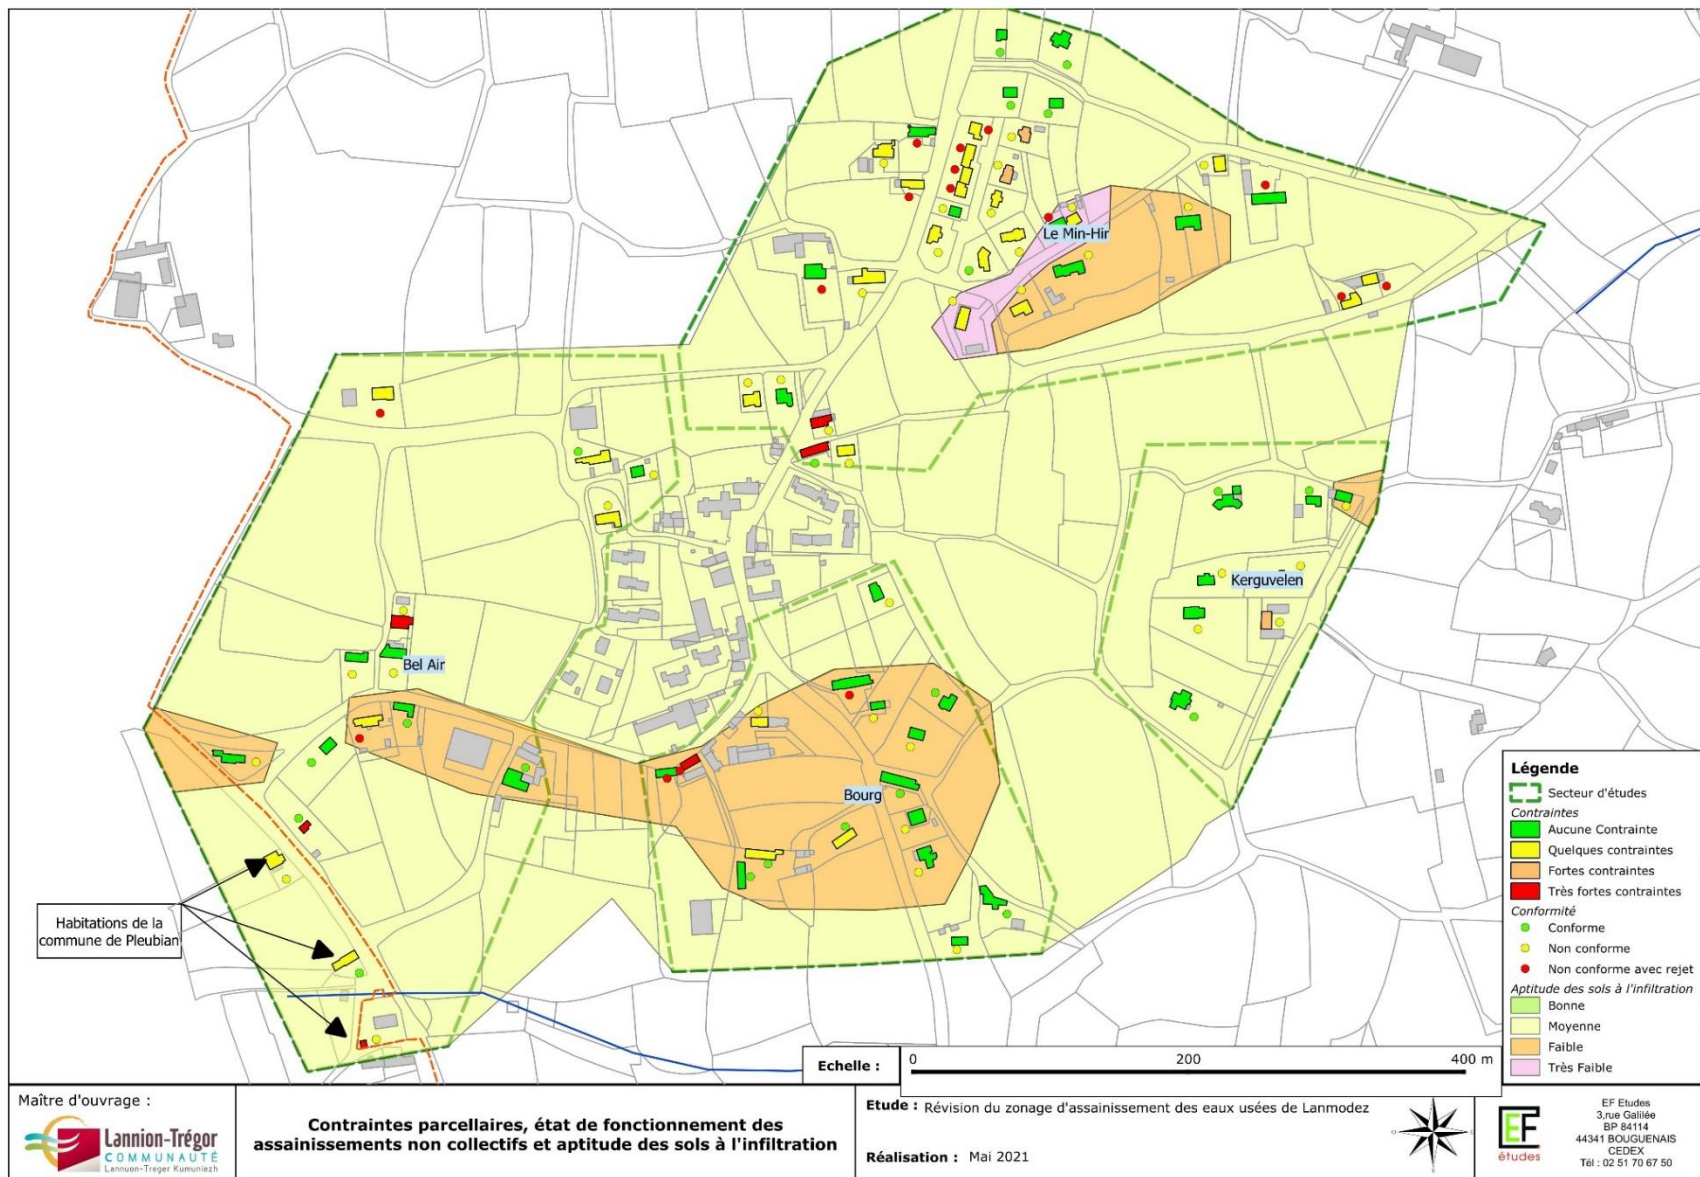 Le Min-Hir
Kerguvelen
Bel Air
Bourg
Habitations de la
commune de Pleubian
Légende
Secteur d'études
Contraintes
Aucune Contrainte
Quelques contraintes
Fortes contraintes
Très fortes contraintes
Conformité
Conforme
Non conforme
Non conforme avec rejet
Aptitude des sols à l'infiltration
Bonne
Moyenne
Faible
Très Faible
Echelle :
0 200 400 m
Maître d'ouvrage :
Lannion-Trégor
COMMUNAUTÉ
Lannuon-Treger Kumuniezh
Contraintes parcellaires, état de fonctionnement des
assainissements non collectifs et aptitude des sols à l'infiltration
Etude : Révision du zonage d'assainissement des eaux usées de Lanmodez
Réalisation : Mai 2021
EF
études
EF Etudes
3,rue Galilée
BP 84114
44341 BOUGUENAIS
CEDEX
Tél : 02 51 70 67 50